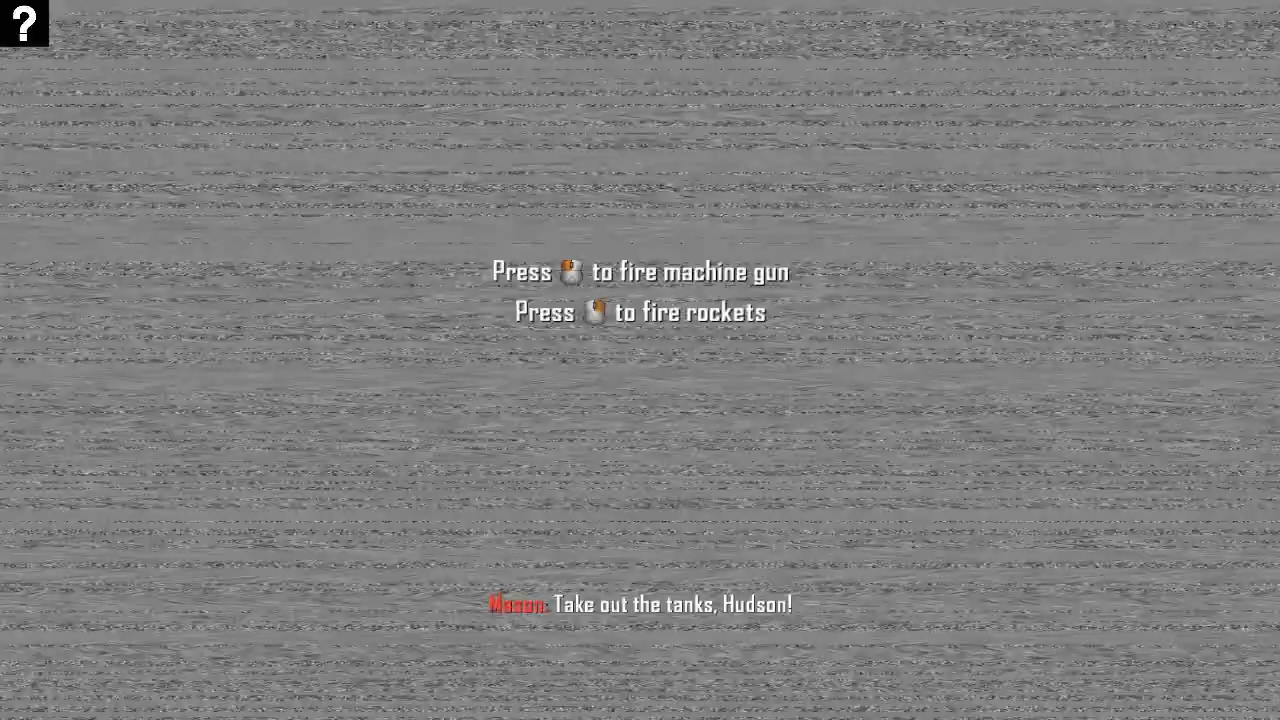 ?
Press to fire machine gun
Press to fire rockets
Mason: Take out the tanks, Hudson!